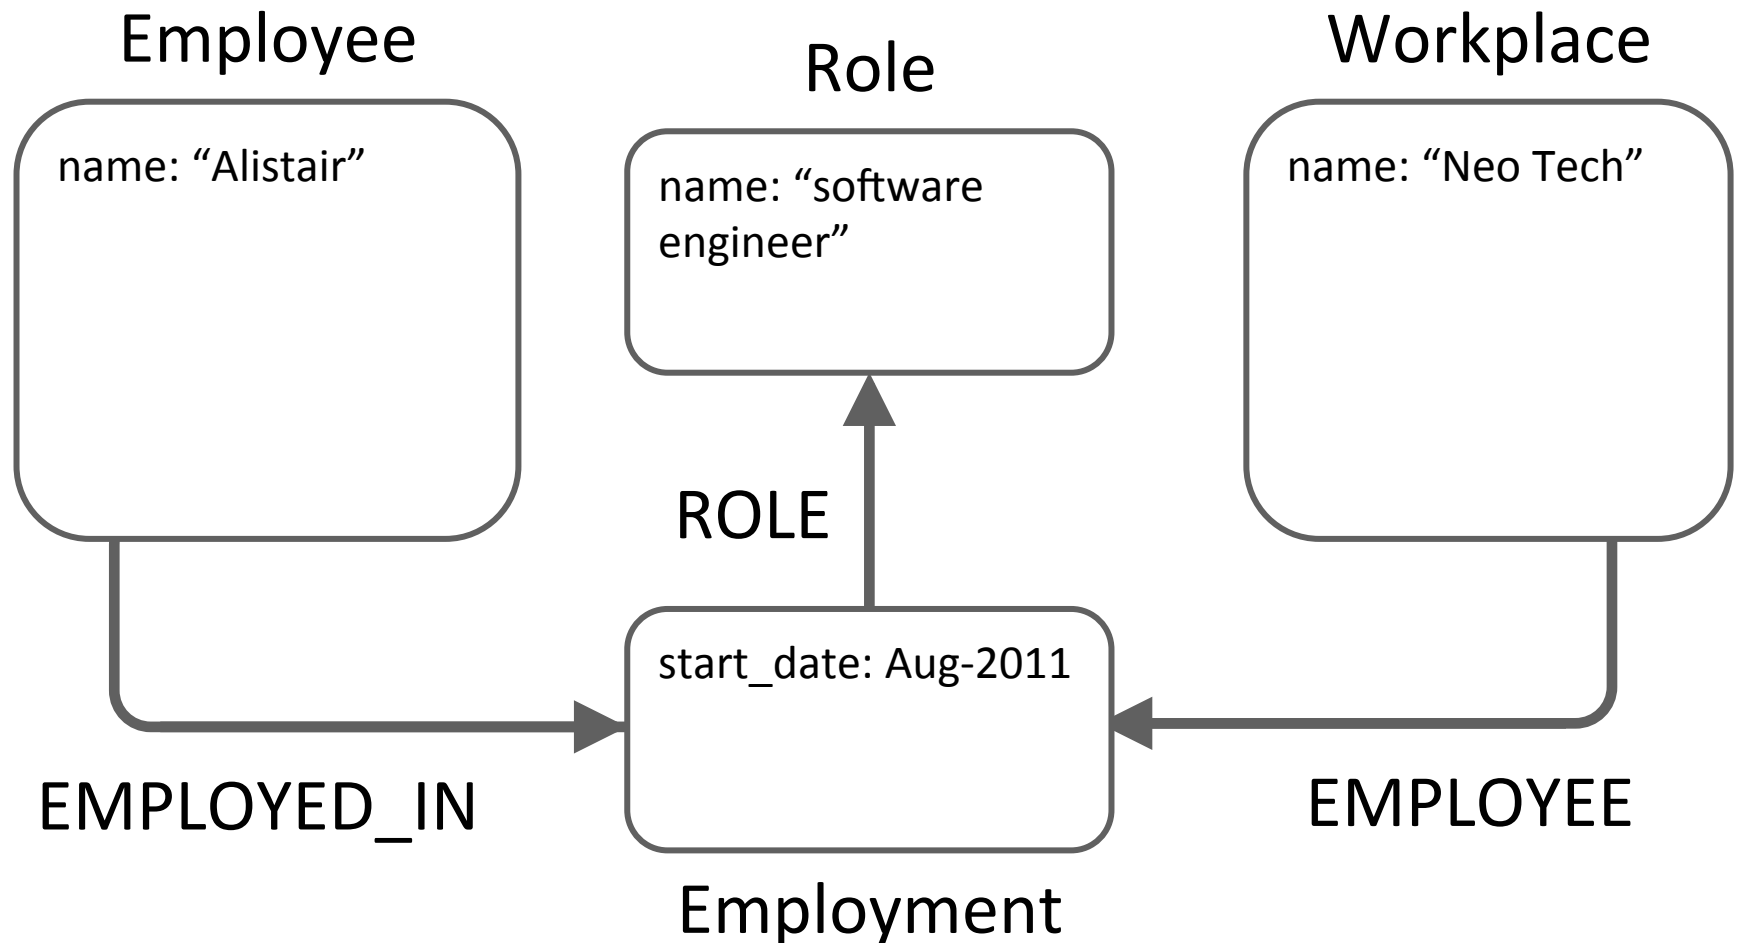 Employee
Role
Workplace
name: “Alistair”
name: “software
engineer”
name: “Neo Tech”
ROLE
start_date: Aug-2011
EMPLOYED_IN
EMPLOYEE
Employment